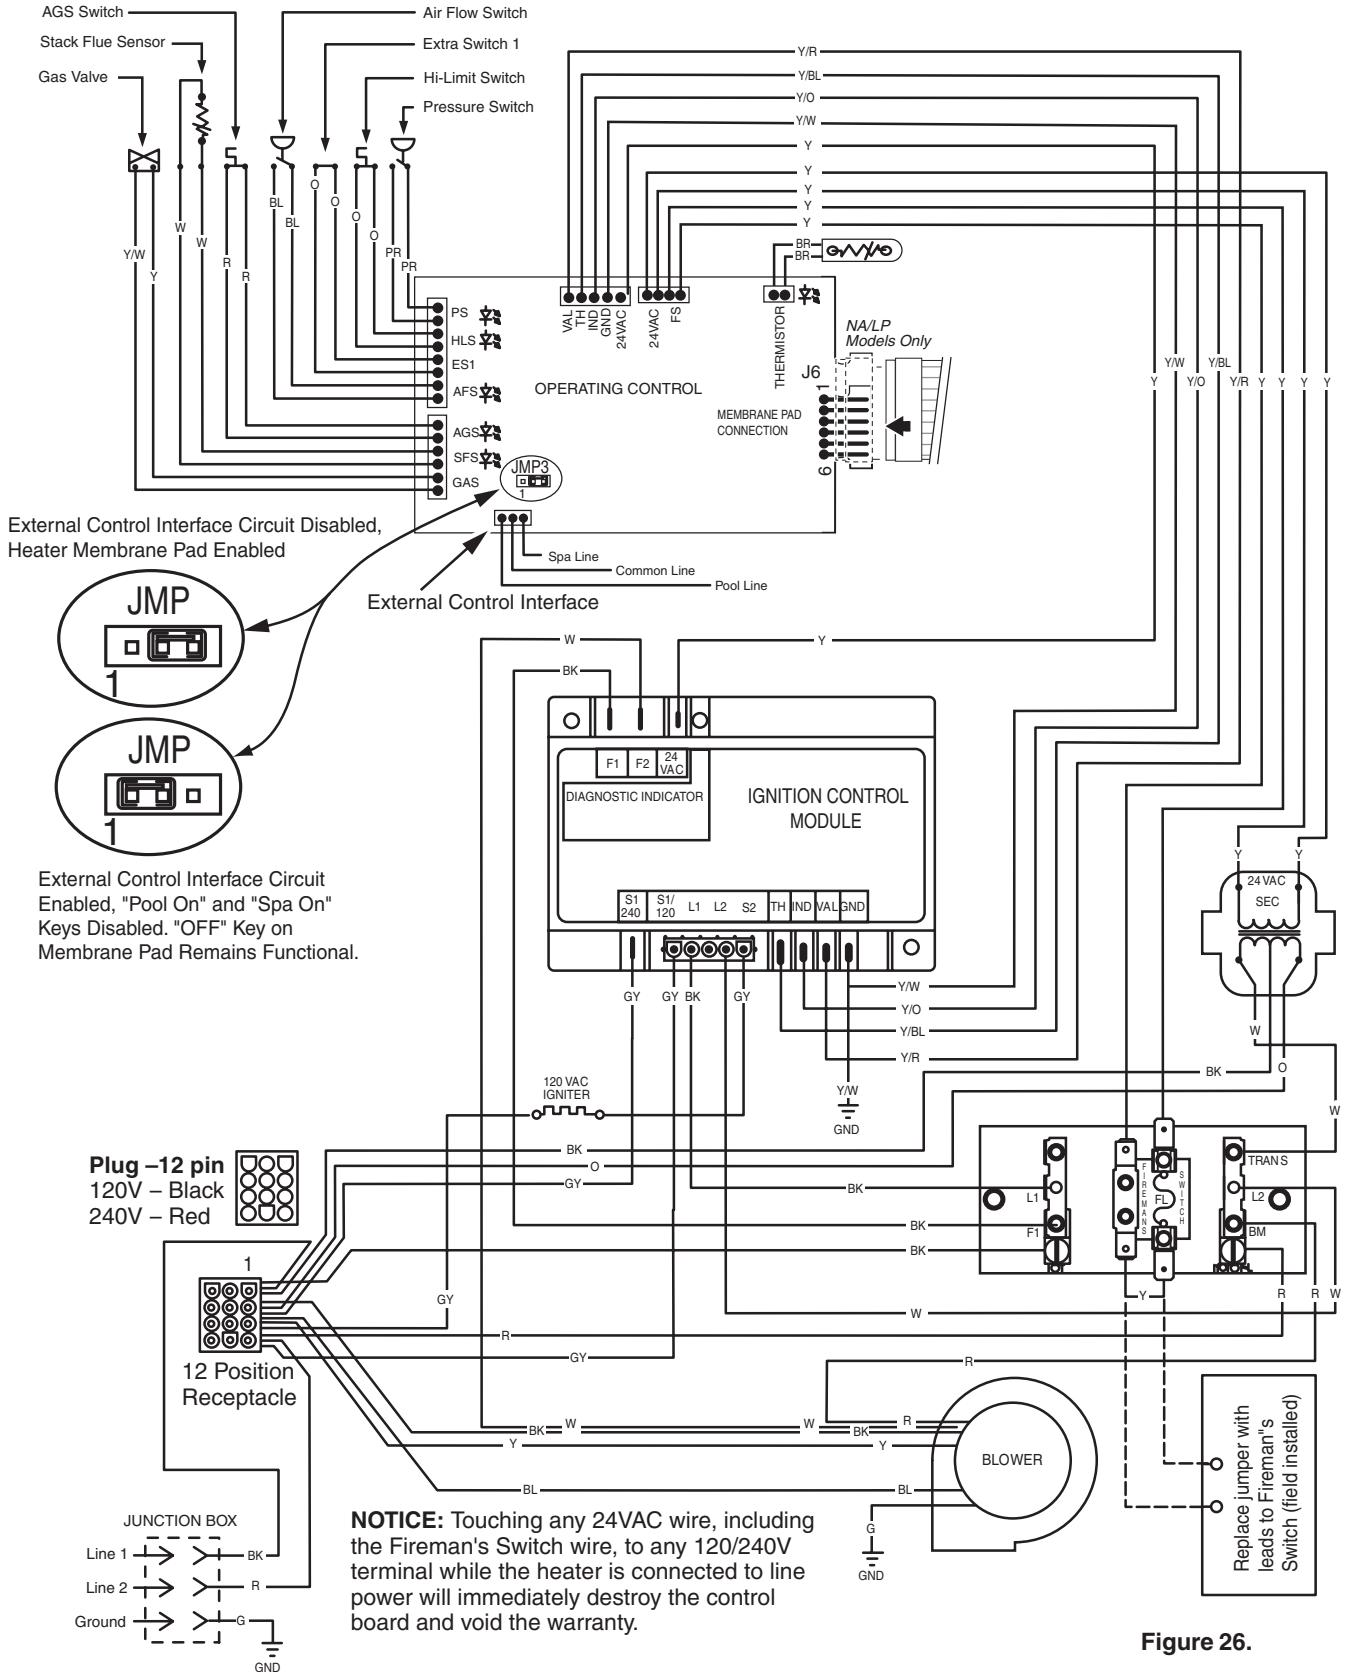 AGS Switch
Stack Flue Sensor
Gas Valve
Air Flow Switch
Extra Switch 1
Hi-Limit Switch
Pressure Switch
Y/R
Y/BL
Y/O
Y/W
Y
Y
Y
Y
Y
BR
BR
Y/W
Y
W
W
R
R
BL
BL
O
O
O
O
PR
PR
PS
HLS
ES1
AFS
AGS
SFS
GAS
VAL
TH
IND
GND
24VAC
24VAC
FS
THERMISTOR
OPERATING CONTROL
NA/LP
Models Only
J6
1
MEMBRANE PAD
CONNECTION
6
JMP3
1
Y
Y/W
Y/O
Y/BL
Y/R
Y
Y
Y
Y
External Control Interface Circuit Disabled,
Heater Membrane Pad Enabled
Spa Line
Common Line
Pool Line
External Control Interface
JMP
1
JMP
1
External Control Interface Circuit
Enabled, "Pool On" and "Spa On"
Keys Disabled. "OFF" Key on
Membrane Pad Remains Functional.
W
BK
Y
F1
F2
24
VAC
DIAGNOSTIC INDICATOR
IGNITION CONTROL
MODULE
S1
240
S1/
120
L1
L2
S2
TH
IND
VAL
GND
Y
Y
24 VAC
SEC
GY
GY
BK
GY
Y/W
Y/O
Y/BL
Y/R
Y/W
GND
W
BK
O
W
120 VAC
IGNITER
BK
O
GY
BK
BK
BK
Plug –12 pin
120V – Black
240V – Red
L1
F1
FIREMANS
FL
SWITCH
TRANS
L2
BM
1
12 Position
Receptacle
GY
Y
R
R
W
W
R
GY
R
W
BK
Y
BL
W
R
BK
Y
BL
BLOWER
G
GND
Replace jumper with
leads to Fireman"s
Switch (field installed)
JUNCTION BOX
Line 1
BK
Line 2
R
Ground
G
GND
NOTICE: Touching any 24VAC wire, including
the Fireman's Switch wire, to any 120/240V
terminal while the heater is connected to line
power will immediately destroy the control
board and void the warranty.
Figure 26.